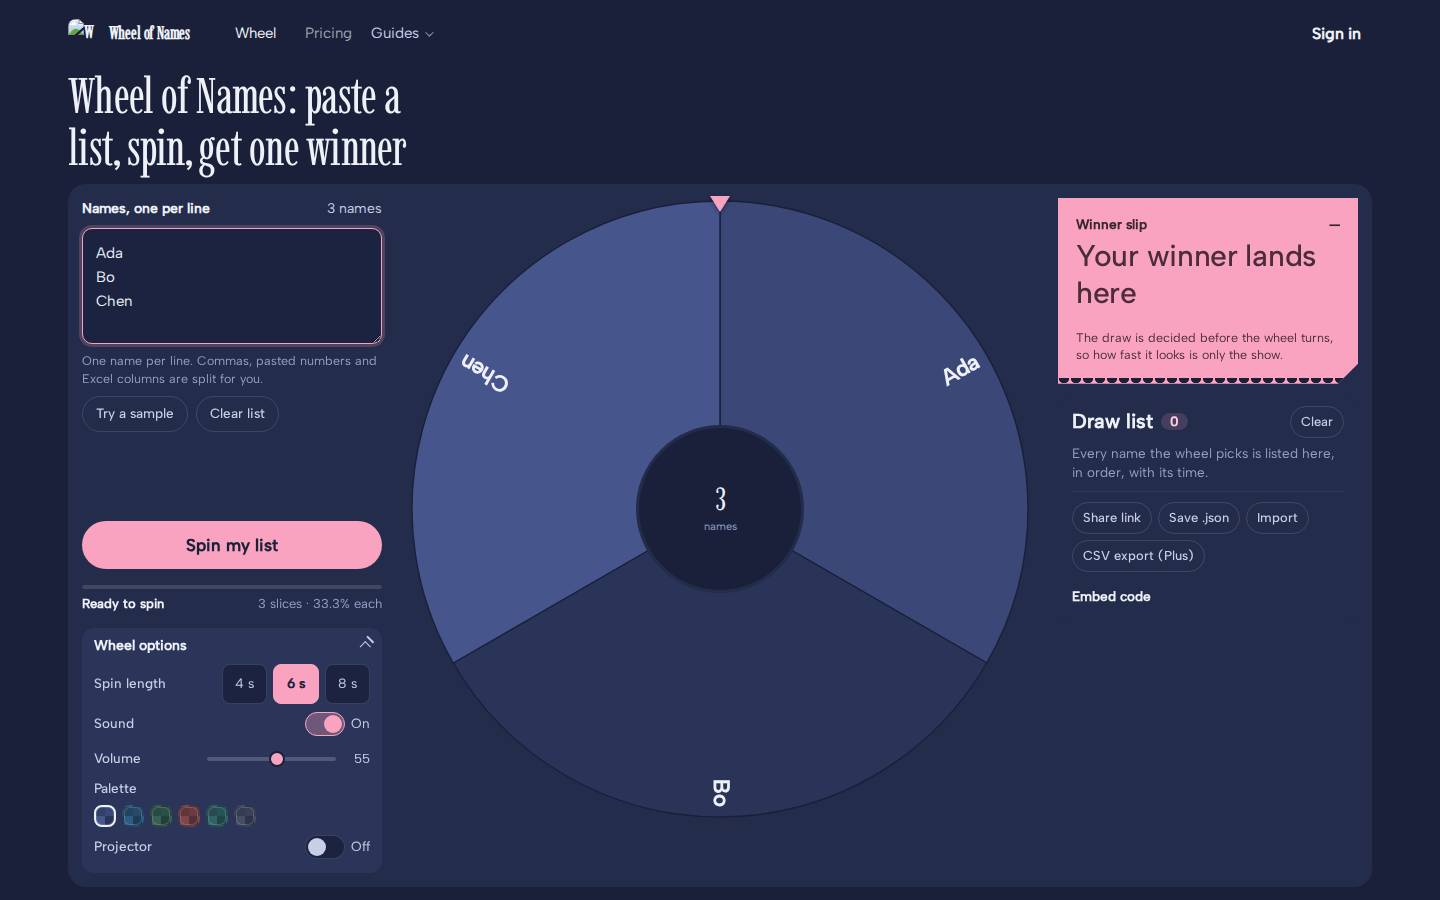 W Wheel of Names
Wheel
Pricing
Guides
Sign in
Wheel of Names: paste a
list, spin, get one winner
Names, one per line
3 names
Ada
Bo
Chen
One name per line. Commas, pasted numbers and
Excel columns are split for you.
Try a sample
Clear list
Spin my list
Ready to spin
3 slices · 33.3% each
Wheel options
Spin length
4 s
6 s
8 s
Sound
On
Volume
55
Palette
Projector
Off
Chen
Ada
3
names
Bo
Winner slip
–
Your winner lands
here
The draw is decided before the wheel turns,
so how fast it looks is only the show.
Draw list
0
Clear
Every name the wheel picks is listed here,
in order, with its time.
Share link
Save .json
Import
CSV export (Plus)
Embed code